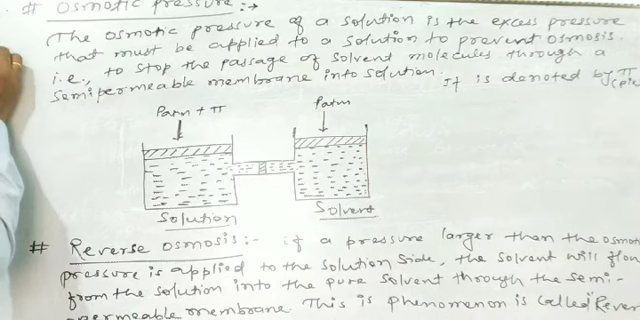 # Osmotic pressure :→
The osmotic pressure of a solution is the excess pressure
that must be applied to a solution to prevent osmosis.
i.e., to stop the passage of solvent molecules through a
semipermeable membrane into solution. It is denoted by π
(pie
Patm + π
Patm
Solution
Solvent
# Reverse osmosis :- if a pressure larger than the osmot
pressure is applied to the solution side, the solvent will flow
from the solution into the pure solvent through the semi-
permeable membrane. This is phenomenon is called "Rever